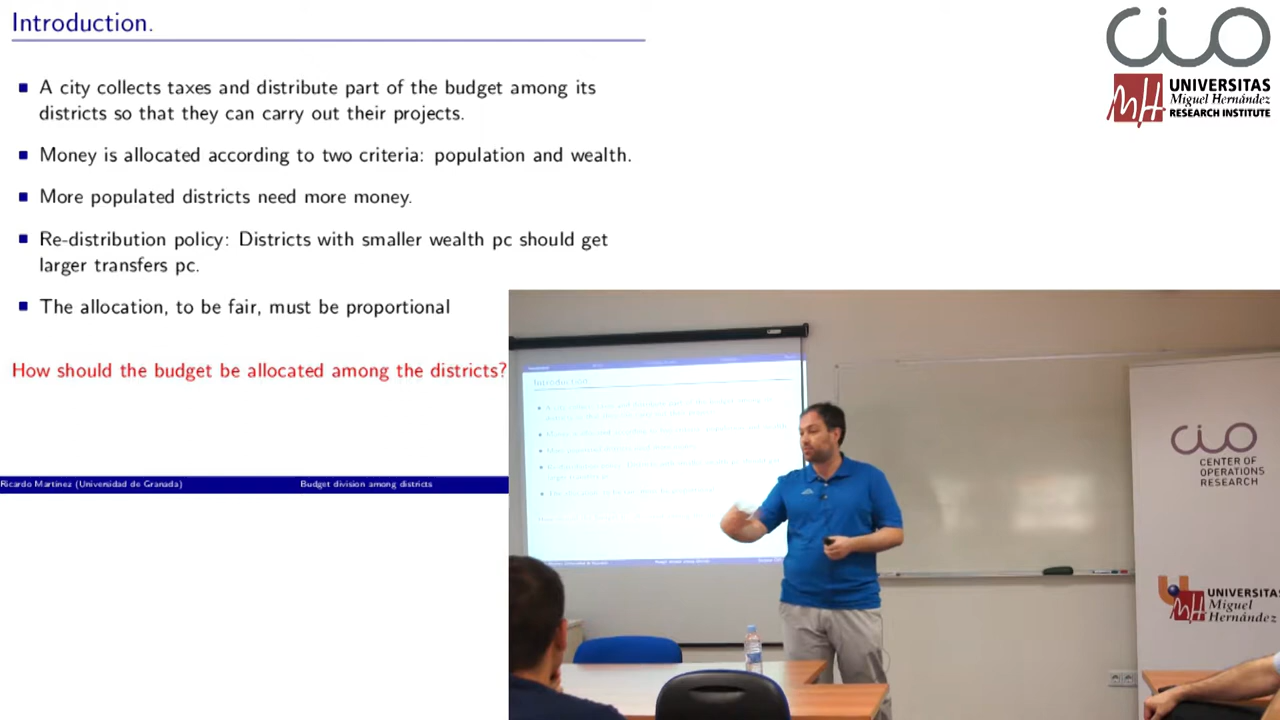 Introduction.
A city collects taxes and distribute part of the budget among its
districts so that they can carry out their projects.
Money is allocated according to two criteria: population and wealth.
More populated districts need more money.
Re-distribution policy: Districts with smaller wealth pc should get
larger transfers pc.
The allocation, to be fair, must be proportional
How should the budget be allocated among the districts?
Ricardo Martínez (Universidad de Granada)
Budget division among districts
CIO
UNIVERSITAS
Miguel Hernández
RESEARCH INSTITUTE
Introduction.
CIO
CENTER OF
OPERATIONS
RESEARCH
UNIVERSITAS
Miguel
Hernández